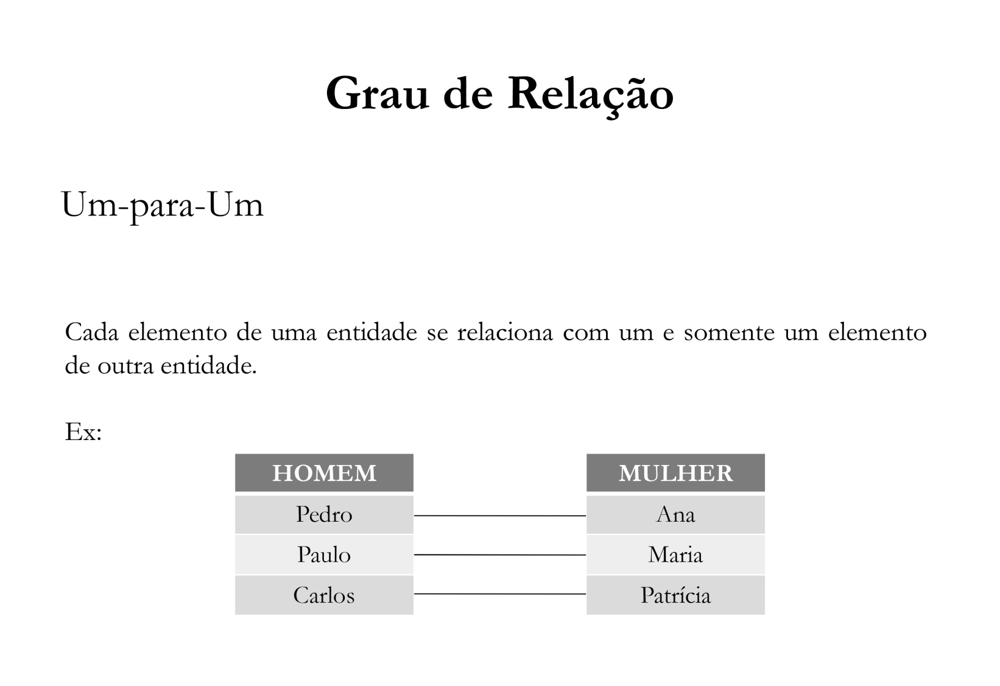 Grau de Relação
Um-para-Um
Cada elemento de uma entidade se relaciona com um e somente um elemento
de outra entidade.
Ex:
HOMEM MULHER
Pedro Ana
Paulo Maria
Carlos Patrícia